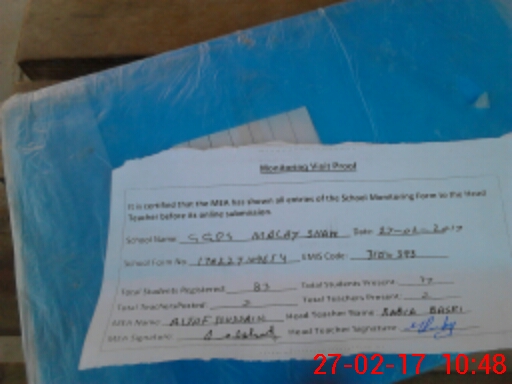 Monitoring Visit Proof
It is certified that the MEA has shown all entries of the School Monitoring Form to the Head
Teacher before its online submission.
School Name: GGPS Date: 27-02-2017
School Form No. EMIS Code:
Total Students Registered: 83 Total Students Present: 77
Total Teachers Posted: 2 Total Teachers Present: 2
MEA Name: ALTAF HUSSAIN Head Teacher Name:
MEA Signature: Head Teacher Signature:
27-02-17 10:48